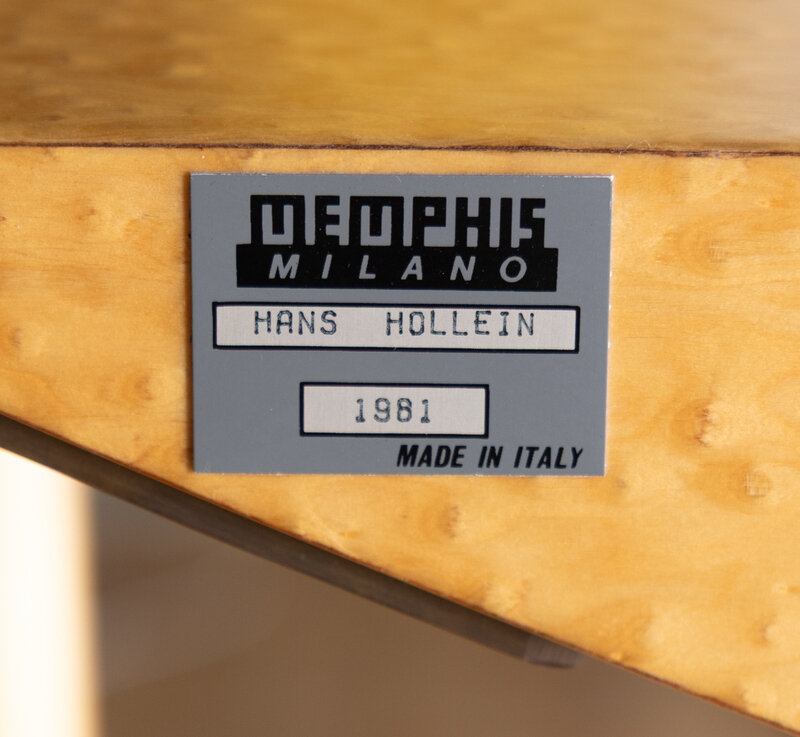 MEMPHIS
MILANO
HANS HOLLEIN
1981
MADE IN ITALY